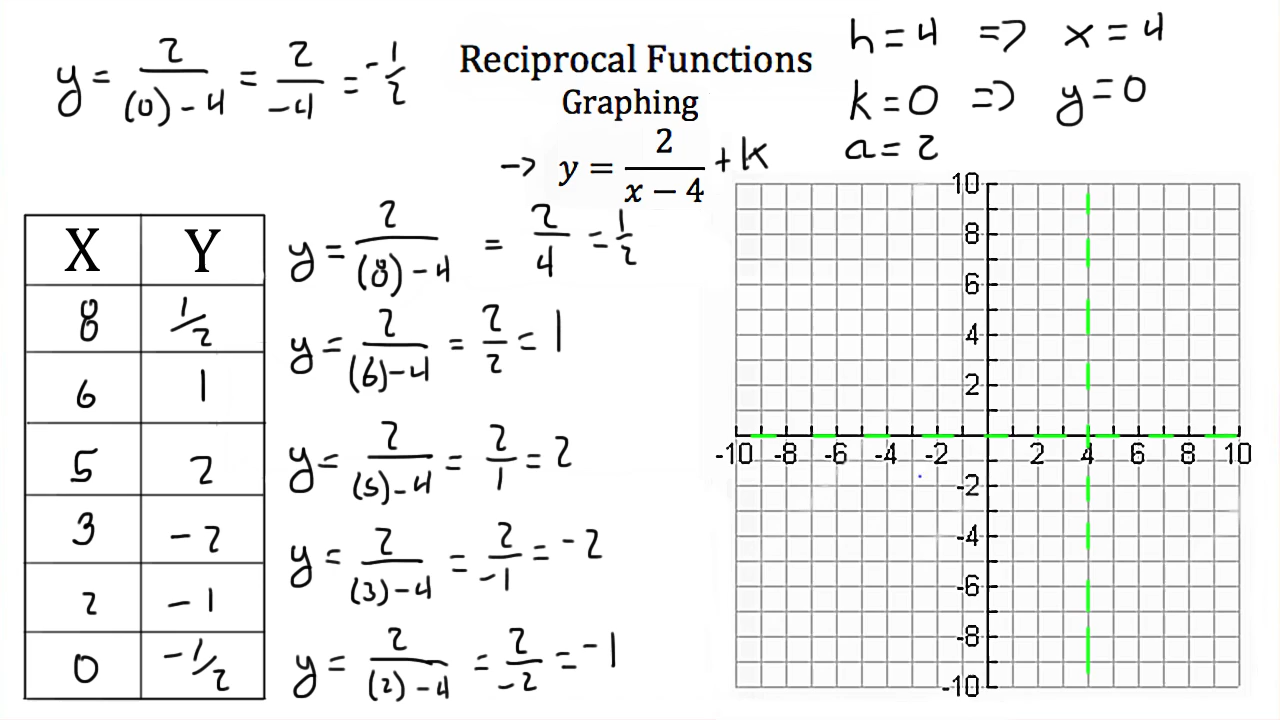 y = 2/((0)-4) = 2/-4 = -1/2
Reciprocal Functions
Graphing
-> y = 2/(x − 4) + k
h = 4 => x = 4
k = 0 => y = 0
a = 2
X Y
8 1/2
6 1
5 2
3 -2
2 -1
0 -1/2
y = 2/((8)-4) = 2/4 = 1/2
y = 2/((6)-4) = 2/2 = 1
y = 2/((5)-4) = 2/1 = 2
y = 2/((3)-4) = 2/-1 = -2
y = 2/((2)-4) = 2/-2 = -1
10
8
6
4
2
-10 -8 -6 -4 -2 2 4 6 8 10
-2
-4
-6
-8
-10